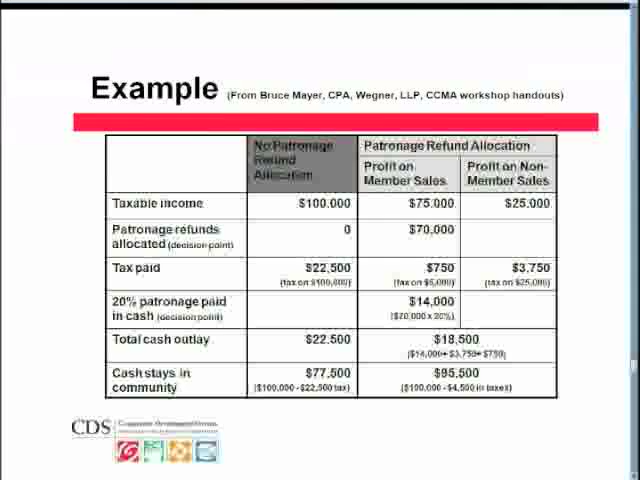 Example (From Bruce Mayer, CPA, Wegner, LLP, CCMA workshop handouts)
No Patronage Refund Allocation
Patronage Refund Allocation
Profit on Member Sales
Profit on Non-Member Sales
Taxable income $100,000 $75,000 $25,000
Patronage refunds allocated (decision point) 0 $70,000
Tax paid $22,500 $750 $3,750
(tax on $100,000) (tax on $5,000) (tax on $25,000)
20% patronage paid in cash (decision point) $14,000
($70,000 x 20%)
Total cash outlay $22,500 $18,500
($14,000+ $3,750+ $750)
Cash stays in community $77,500 $95,500
($100,000 - $22,500 tax) ($100,000 - $4,500 in taxes)
CDS